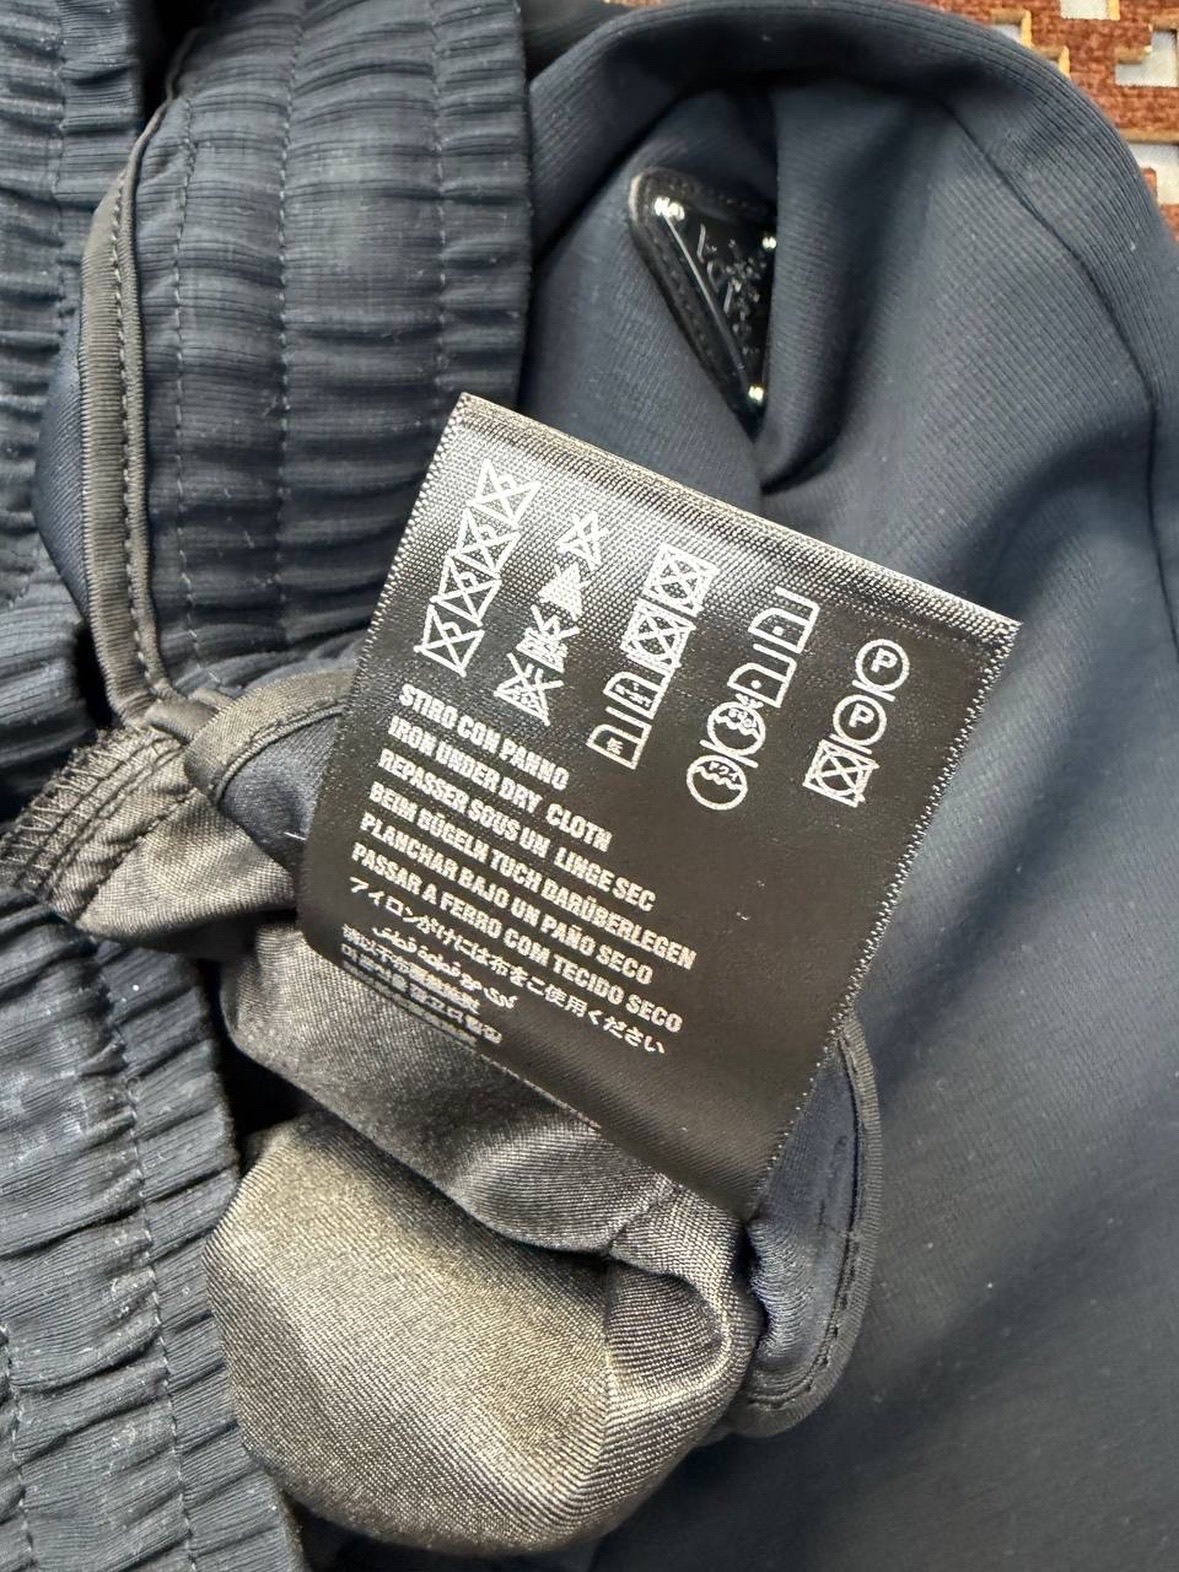 P
P
STIRO CON PANNO
IRON UNDER DRY CLOTH
REPASSER SOUS UN LINGE SEC
BEIM BÜGELN TUCH DARÜBERLEGEN
PLANCHAR BAJO UN PAÑO SECO
PASSAR A FERRO COM TECIDO SECO
アイロンがけには布をご使用ください